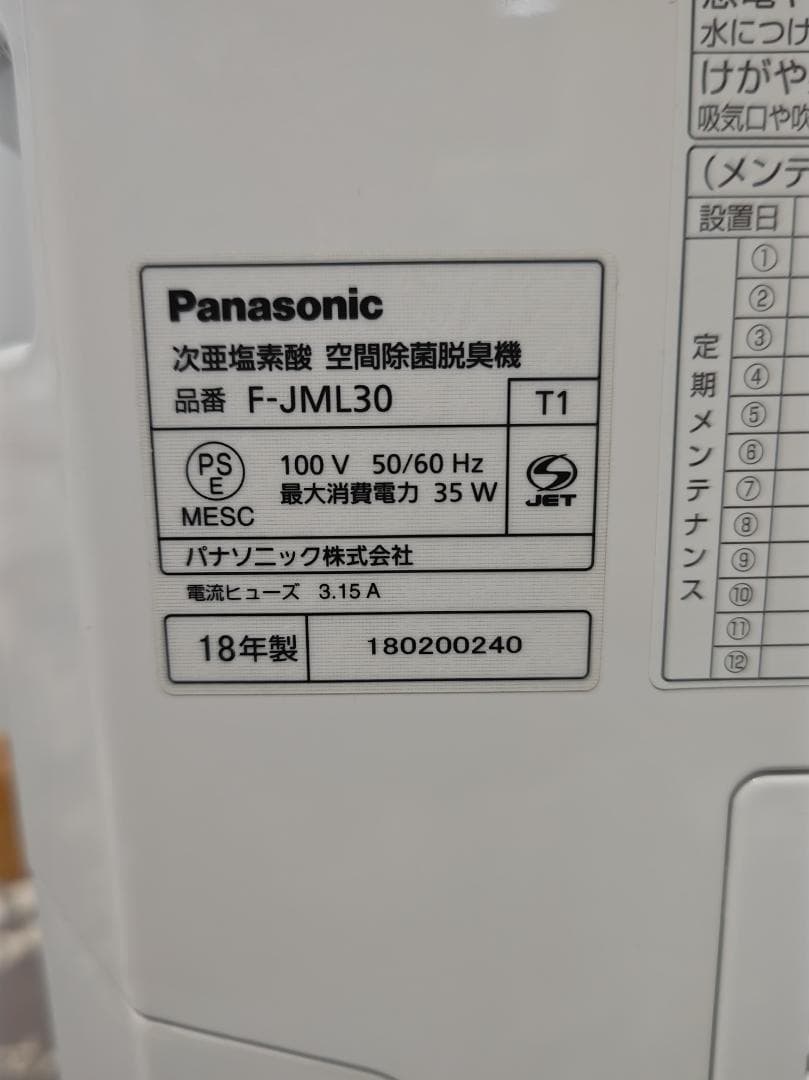 Panasonic
次亜塩素酸 空間除菌脱臭機
品番 F-JML30
T1
PS
E
MESC
100 V 50/60 Hz
最大消費電力 35 W
JET
パナソニック株式会社
電流ヒューズ 3.15 A
18年製
180200240
水につけ
けがや
吸気口や吹
(メンテ
設置日
定期メンテナンス
①
②
③
④
⑤
⑥
⑦
⑧
⑨
⑩
⑪
⑫